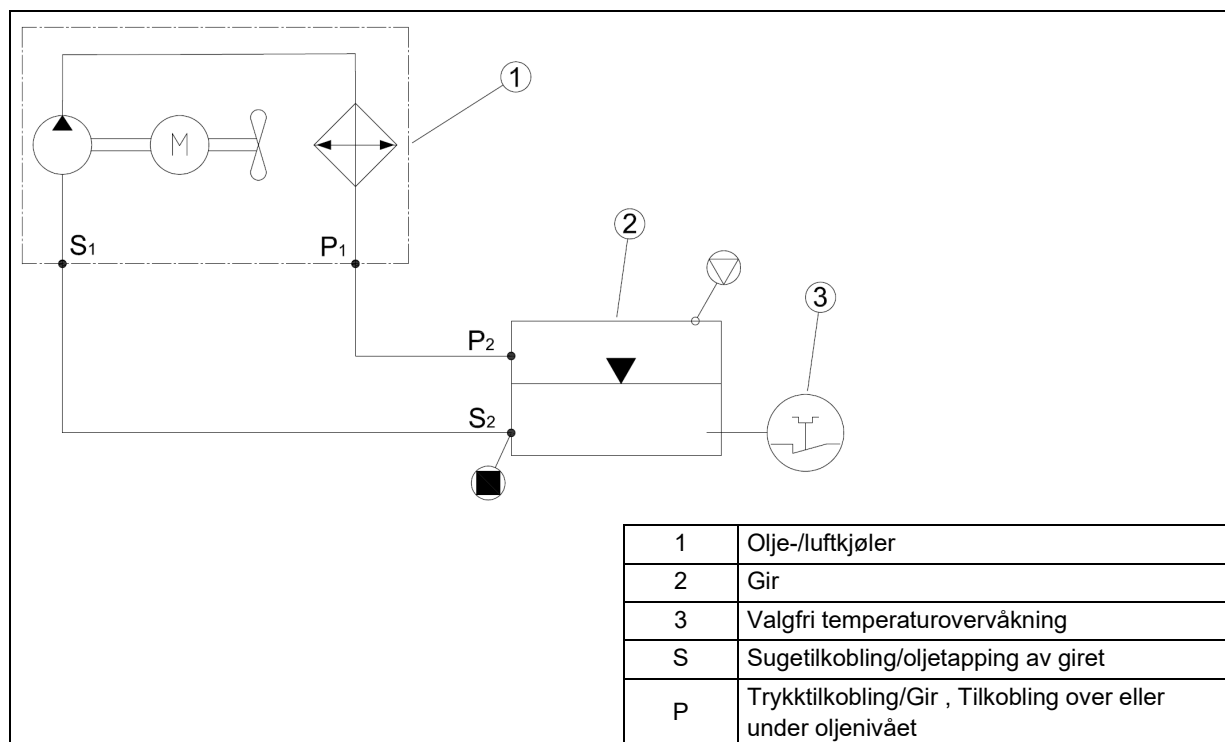 1
M
S1
P1
2
3
P2
S2
1 Olje-/luftkjøler
2 Gir
3 Valgfri temperaturovervåkning
S Sugetilkobling/oljetapping av giret
P Trykktilkobling/Gir , Tilkobling over eller
under oljenivået